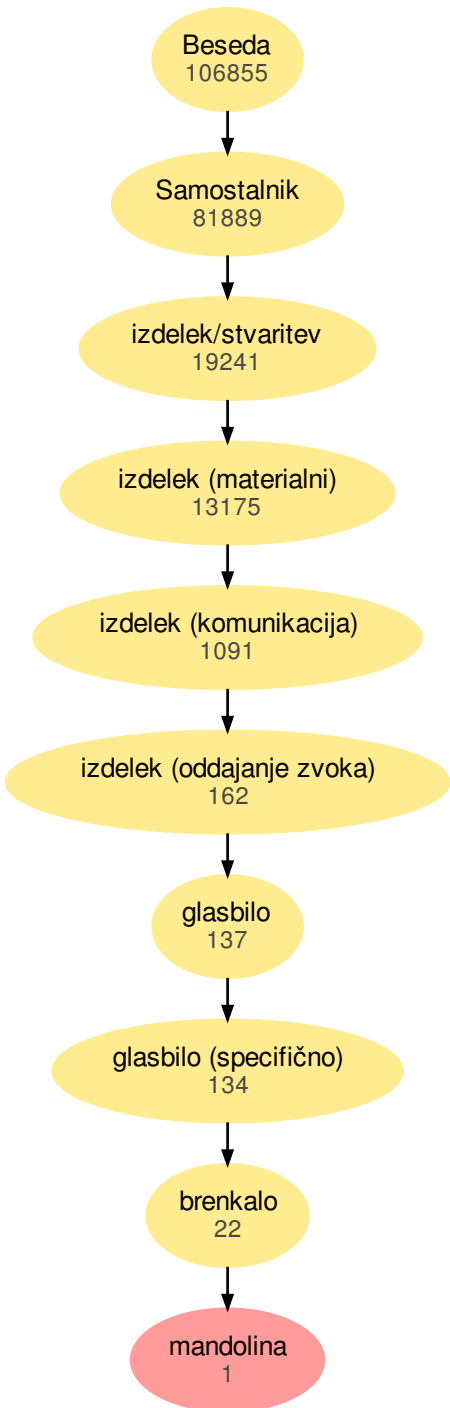 Beseda
106855
Samostalnik
81889
izdelek/stvaritev
19241
izdelek (materialni)
13175
izdelek (komunikacija)
1091
izdelek (oddajanje zvoka)
162
glasbilo
137
glasbilo (specifično)
134
brenkalo
22
mandolina
1